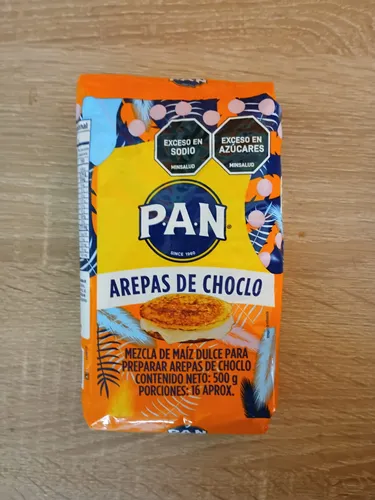 EXCESO EN
SODIO
MINSALUD
EXCESO EN
AZÚCARES
MINSALUD
P.A.N
SINCE 1960
AREPAS DE CHOCLO
MEZCLA DE MAÍZ DULCE PARA
PREPARAR AREPAS DE CHOCLO
CONTENIDO NETO: 500 g
PORCIONES: 16 APROX.
P.A.N